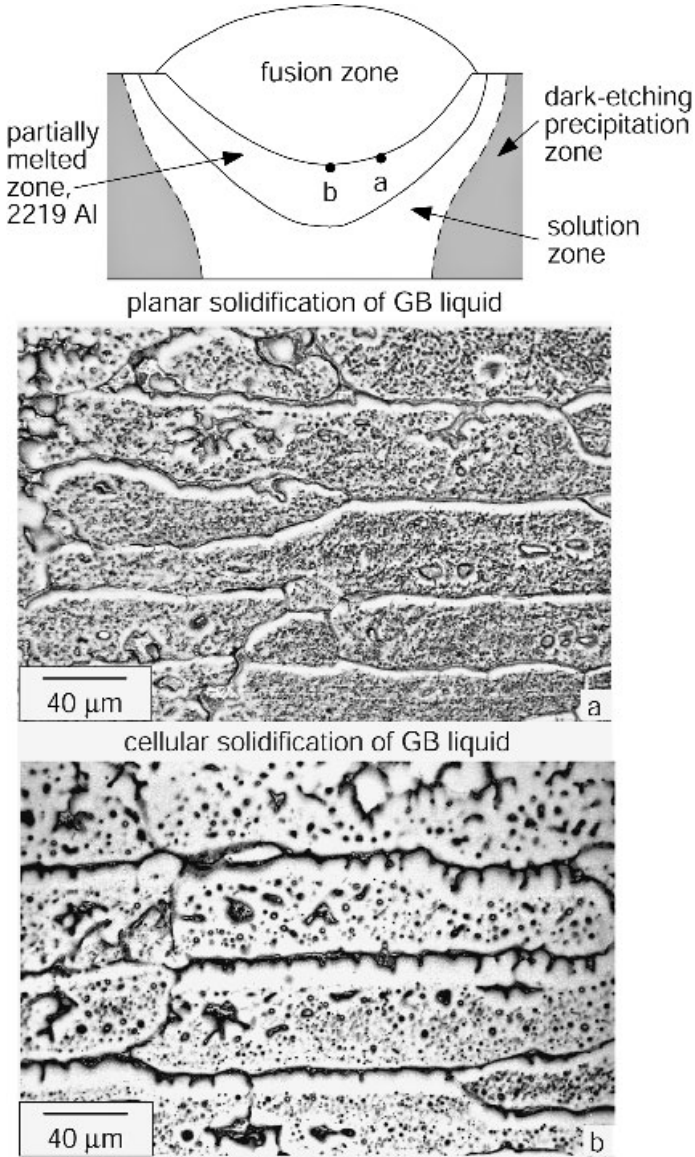 fusion zone
partially
melted
zone,
2219 Al
dark-etching
precipitation
zone
b
a
solution
zone
planar solidification of GB liquid
40 μm
a
cellular solidification of GB liquid
40 μm
b